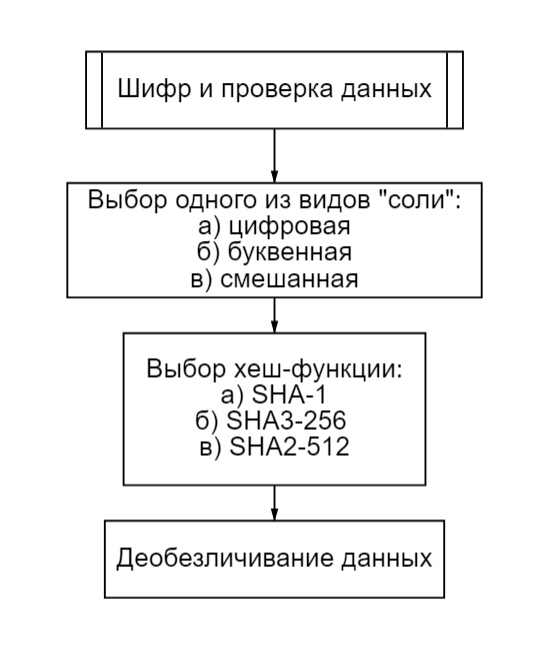 Шифр и проверка данных
Выбор одного из видов "соли":
а) цифровая
б) буквенная
в) смешанная
Выбор хеш-функции:
а) SHA-1
б) SHA3-256
в) SHA2-512
Деобезличивание данных